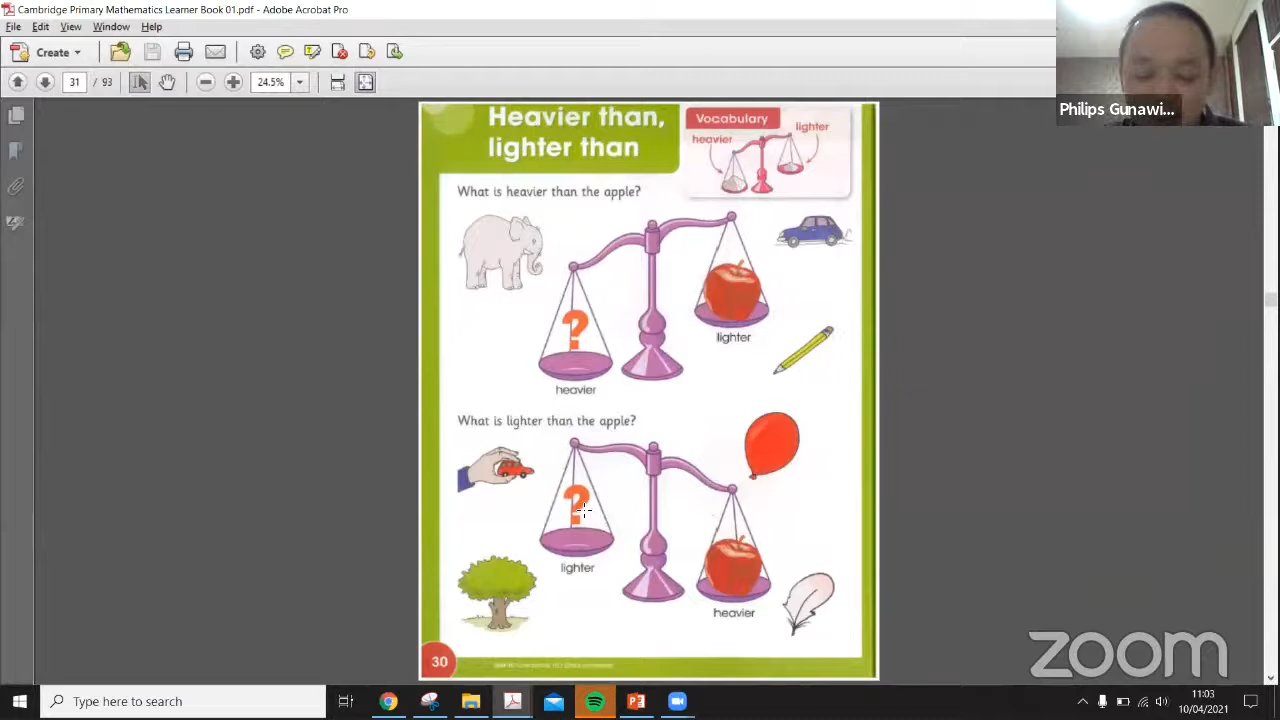 Cambridge Primary Mathematics Learner Book 01.pdf - Adobe Acrobat Pro
File Edit View Window Help
Create
31 / 93
24.5%
Philips Gunawi...
Heavier than,
lighter than
Vocabulary
heavier
lighter
What is heavier than the apple?
?
lighter
heavier
What is lighter than the apple?
?
lighter
heavier
30
zoom
Type here to search
11:03
10/04/2021